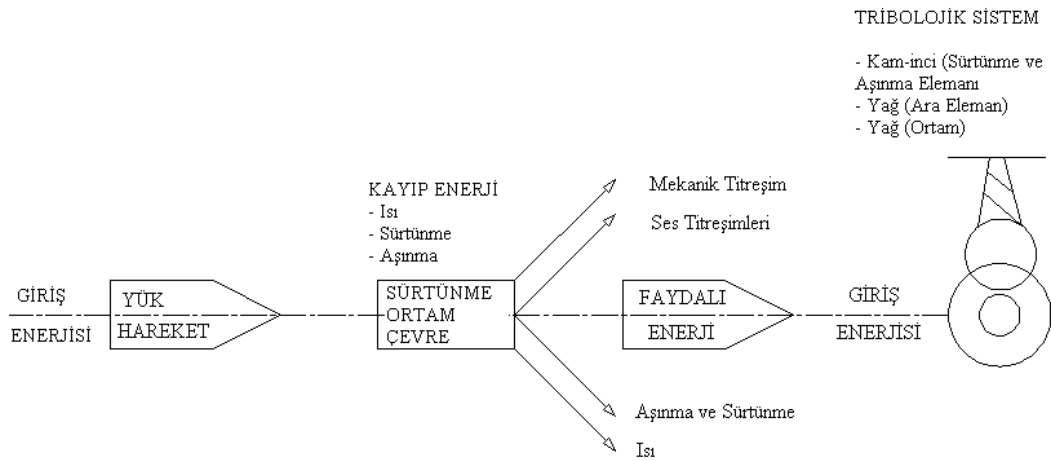 TRİBOLOJİK SİSTEM
- Kam-inci (Sürtünme ve
Aşınma Elemanı
- Yağ (Ara Eleman)
- Yağ (Ortam)
KAYIP ENERJİ
- Isı
- Sürtünme
- Aşınma
Mekanik Titreşim
Ses Titreşimleri
GİRİŞ
ENERJİSİ
YÜK
HAREKET
SÜRTÜNME
ORTAM
ÇEVRE
FAYDALI
ENERJİ
GİRİŞ
ENERJİSİ
Aşınma ve Sürtünme
Isı